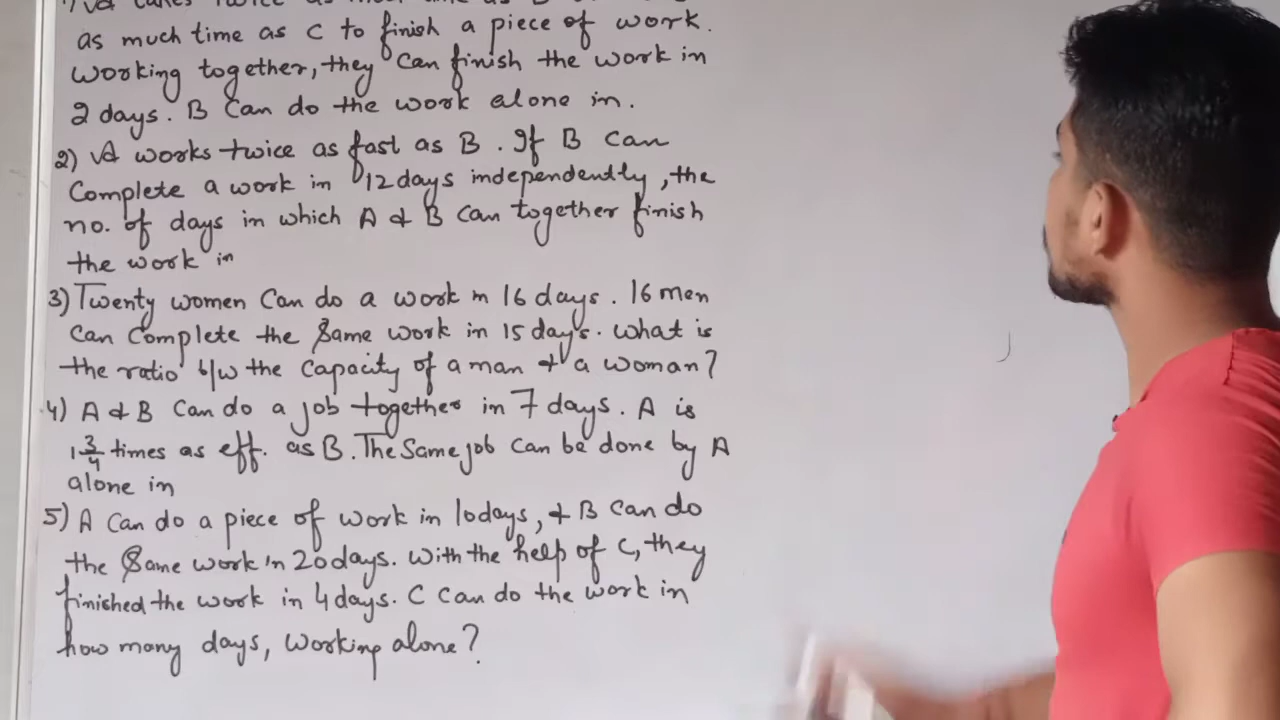 as much time as C to finish a piece of work.
Working together, they can finish the work in
2 days. B can do the work alone in.
2) A works twice as fast as B. If B can
Complete a work in 12 days independently, the
no. of days in which A & B can together finish
the work in
3) Twenty women can do a work in 16 days. 16 men
can complete the same work in 15 days. What is
the ratio b/w the capacity of a man & a woman?
4) A & B can do a job together in 7 days. A is
1 3/4 times as eff. as B. The same job can be done by A
alone in
5) A can do a piece of work in 10 days, & B can do
the same work in 20 days. With the help of C, they
finished the work in 4 days. C can do the work in
how many days, working alone?